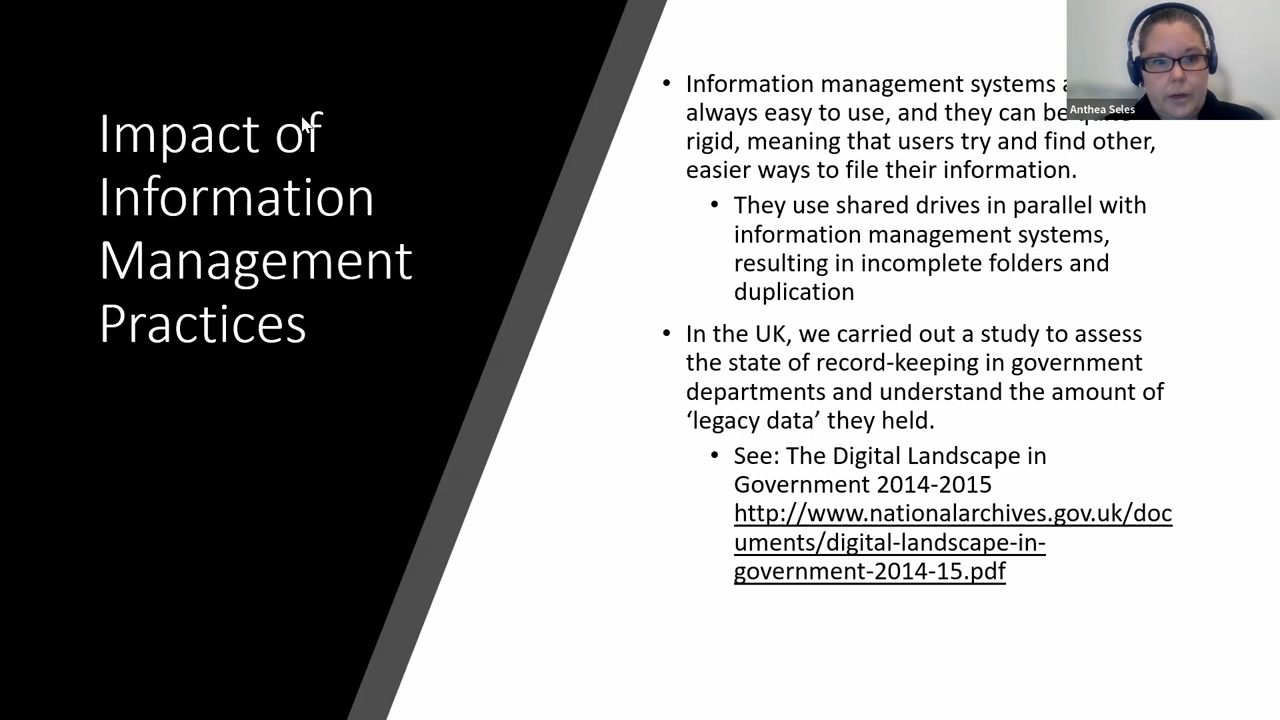 Impact of
Information
Management
Practices
Information management systems
always easy to use, and they can be
rigid, meaning that users try and find other,
easier ways to file their information.
They use shared drives in parallel with
information management systems,
resulting in incomplete folders and
duplication
In the UK, we carried out a study to assess
the state of record-keeping in government
departments and understand the amount of
‘legacy data’ they held.
See: The Digital Landscape in
Government 2014-2015
http://www.nationalarchives.gov.uk/doc
uments/digital-landscape-in-
government-2014-15.pdf
Anthea Seles